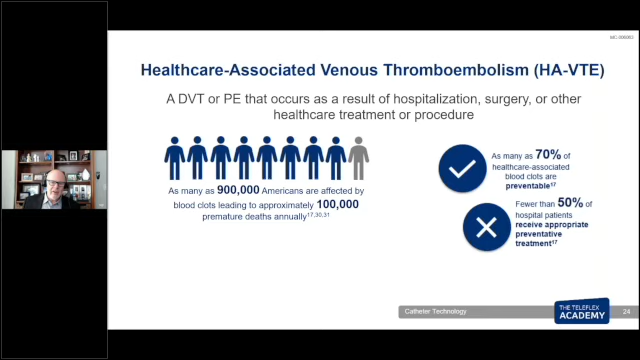 Healthcare-Associated Venous Thromboembolism (HA-VTE)
A DVT or PE that occurs as a result of hospitalization, surgery, or other
healthcare treatment or procedure
As many as 900,000 Americans are affected by
blood clots leading to approximately 100,000
premature deaths annually17,30,31
As many as 70% of
healthcare-associated
blood clots are
preventable17
Fewer than 50% of
hospital patients
receive appropriate
preventative
treatment17
Catheter Technology
THE TELEFLEX
ACADEMY
24